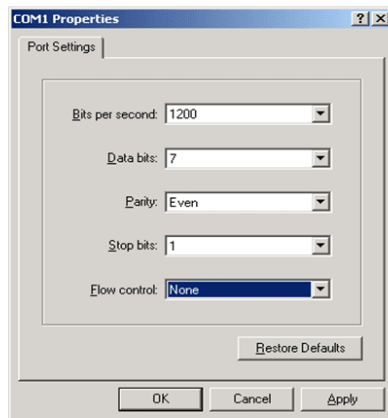 COM1 Properties
Port Settings
Bits per second: 1200
Data bits: 7
Parity: Even
Stop bits: 1
Flow control: None
Restore Defaults
OK Cancel Apply